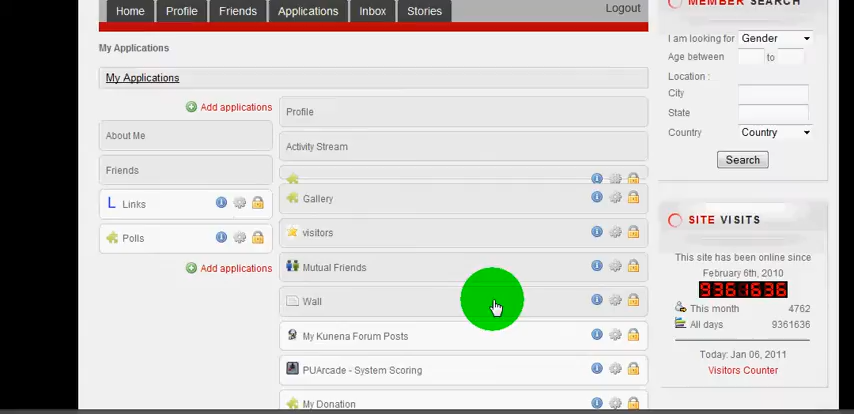 Home Profile Friends Applications Inbox Stories Logout
My Applications
My Applications
Add applications
About Me
Friends
L Links
Polls
Add applications
Profile
Activity Stream
Gallery
visitors
Mutual Friends
Wall
My Kunena Forum Posts
PUArcade - System Scoring
My Donation
MEMBER SEARCH
I am looking for Gender
Age between to
Location :
City
State
Country Country
Search
SITE VISITS
This site has been online since
February 6th, 2010
9361636
This month 4762
All days 9361636
Today: Jan 06, 2011
Visitors Counter